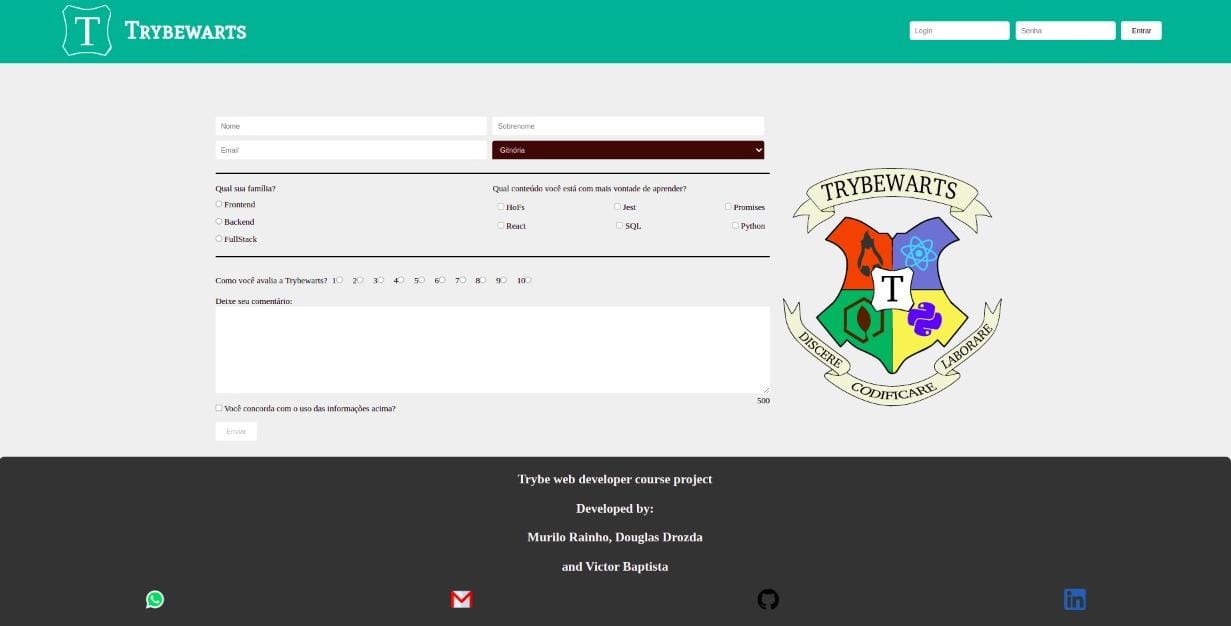 T TRYBEWARTS
Login Senha Entrar
Nome Sobrenome
Email Gitnória
Qual sua família?
Frontend
Backend
FullStack
Qual conteúdo você está com mais vontade de aprender?
HoFs Jest Promises
React SQL Python
Como você avalia a Trybewarts? 1 2 3 4 5 6 7 8 9 10
Deixe seu comentário:
500
Você concorda com o uso das informações acima?
Enviar
TRYBEWARTS
T
DISCERE
CODIFICARE
LABORARE
Trybe web developer course project
Developed by:
Murilo Rainho, Douglas Drozda
and Victor Baptista
in